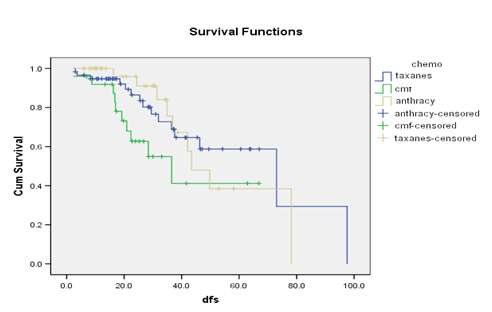 Survival Functions
chemo
taxanes
cmf
anthracy
anthracy-censored
cmf-censored
taxanes-censored
Cum Survival
1.0
0.8
0.6
0.4
0.2
0.0
0.0 20.0 40.0 60.0 80.0 100.0
dfs